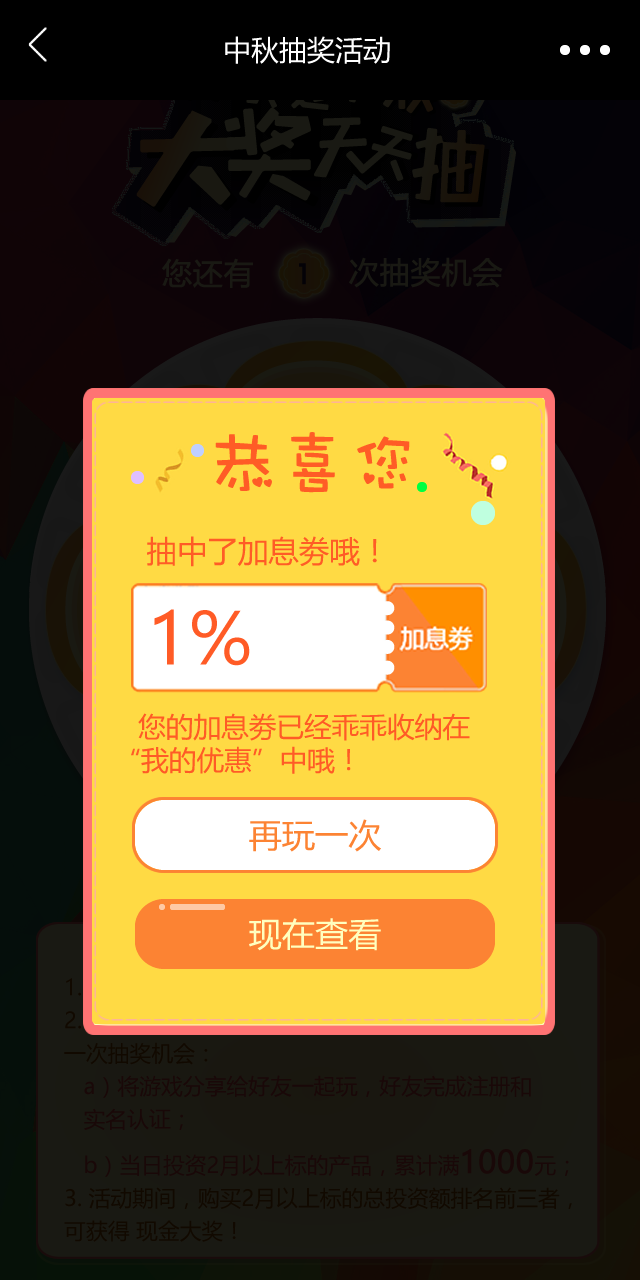 中秋抽奖活动
大奖天天抽
您还有 1 次抽奖机会
恭喜您
抽中了加息券哦！
1%
加息券
您的加息券已经乖乖收纳在
“我的优惠”中哦！
再玩一次
现在查看
1.
2.
一次抽奖机会：
a）将游戏分享给好友一起玩，好友完成注册和
实名认证；
b）当日投资2月以上标的产品，累计满1000元；
3. 活动期间，购买2月以上标的总投资额排名前三者，
可获得 现金大奖！